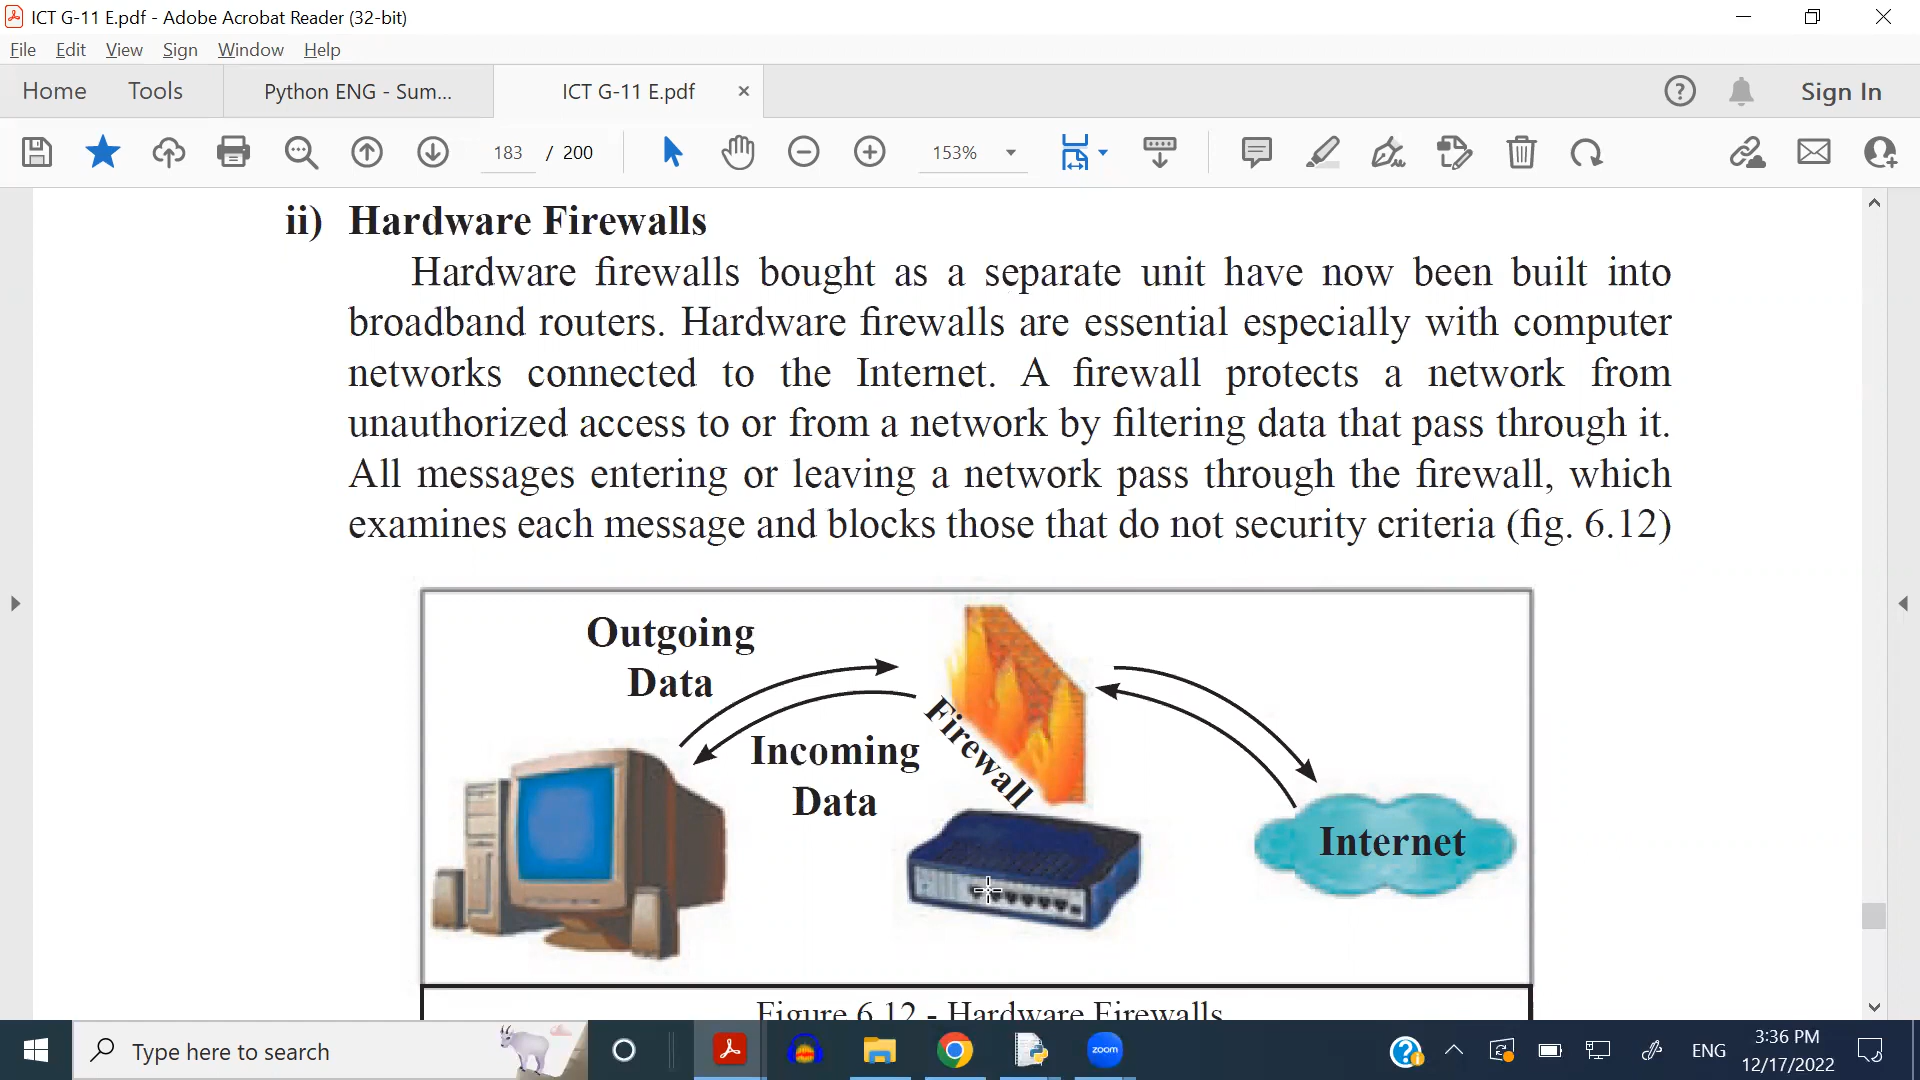 ICT G-11 E.pdf - Adobe Acrobat Reader (32-bit)
File Edit View Sign Window Help
Home Tools Python ENG - Sum... ICT G-11 E.pdf × Sign In
183 / 200 153%
ii) Hardware Firewalls
Hardware firewalls bought as a separate unit have now been built into
broadband routers. Hardware firewalls are essential especially with computer
networks connected to the Internet. A firewall protects a network from
unauthorized access to or from a network by filtering data that pass through it.
All messages entering or leaving a network pass through the firewall, which
examines each message and blocks those that do not security criteria (fig. 6.12)
Outgoing
Data
Firewall
Incoming
Data
Internet
Figure 6.12 - Hardware Firewalls
Type here to search
zoom
ENG
3:36 PM
12/17/2022